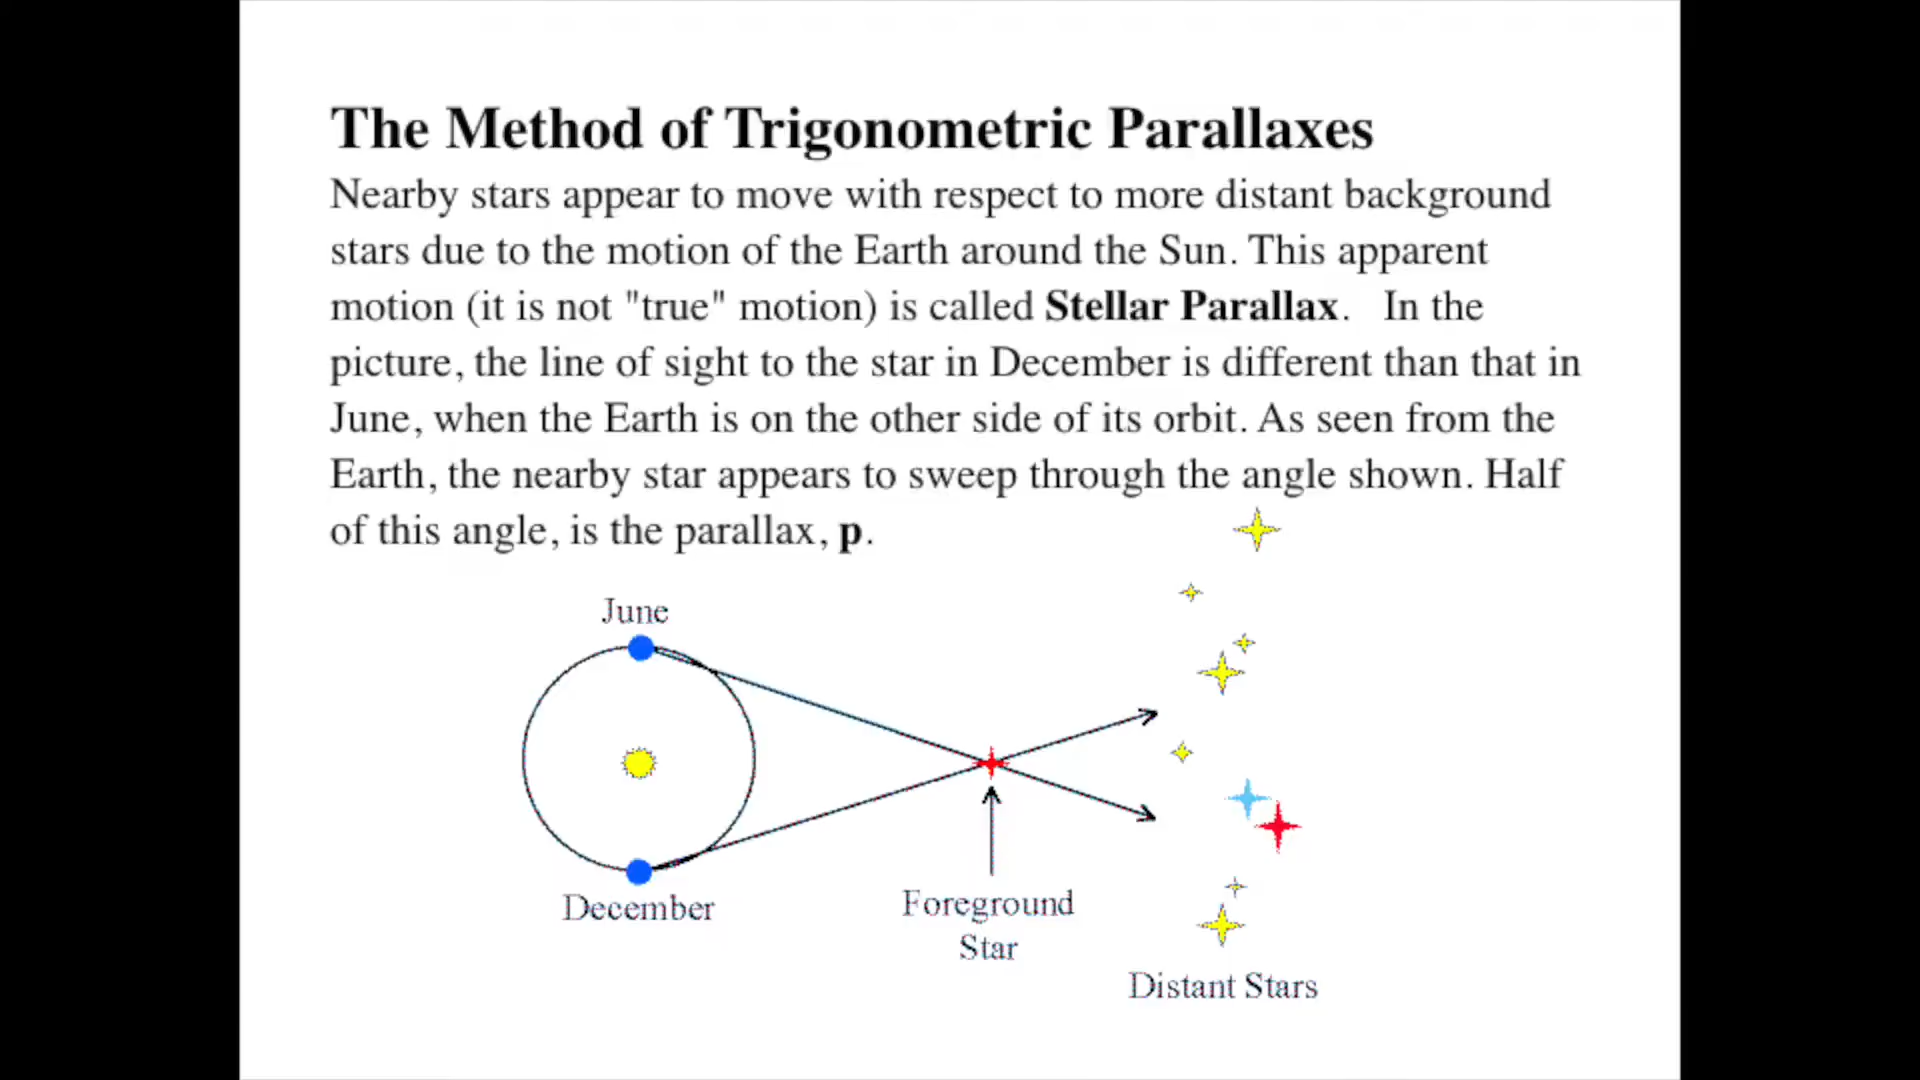 The Method of Trigonometric Parallaxes
Nearby stars appear to move with respect to more distant background
stars due to the motion of the Earth around the Sun. This apparent
motion (it is not "true" motion) is called Stellar Parallax. In the
picture, the line of sight to the star in December is different than that in
June, when the Earth is on the other side of its orbit. As seen from the
Earth, the nearby star appears to sweep through the angle shown. Half
of this angle, is the parallax, p.
June
December
Foreground
Star
Distant Stars